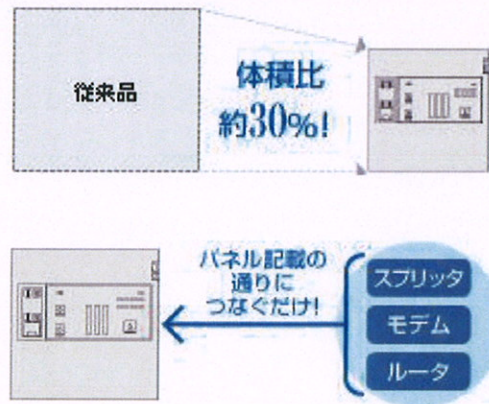 従来品
体積比
約30%!
パネル記載の
通りに
つなぐだけ!
スプリッタ
モデム
ルータ